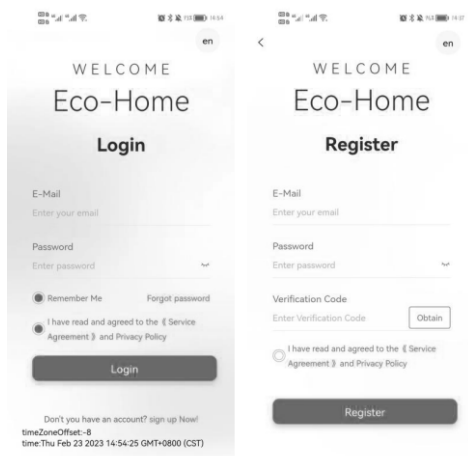 en
WELCOME
Eco-Home
Login
E-Mail
Enter your email
Password
Enter password
Remember Me Forgot password
I have read and agreed to the 《 Service
Agreement 》 and Privacy Policy
Login
Don't you have an account? sign up Now!
timeZoneOffset:-8
time:Thu Feb 23 2023 14:54:25 GMT+0800 (CST)
en
WELCOME
Eco-Home
Register
E-Mail
Enter your email
Password
Enter password
Verification Code
Enter Verification Code Obtain
I have read and agreed to the 《 Service
Agreement 》 and Privacy Policy
Register